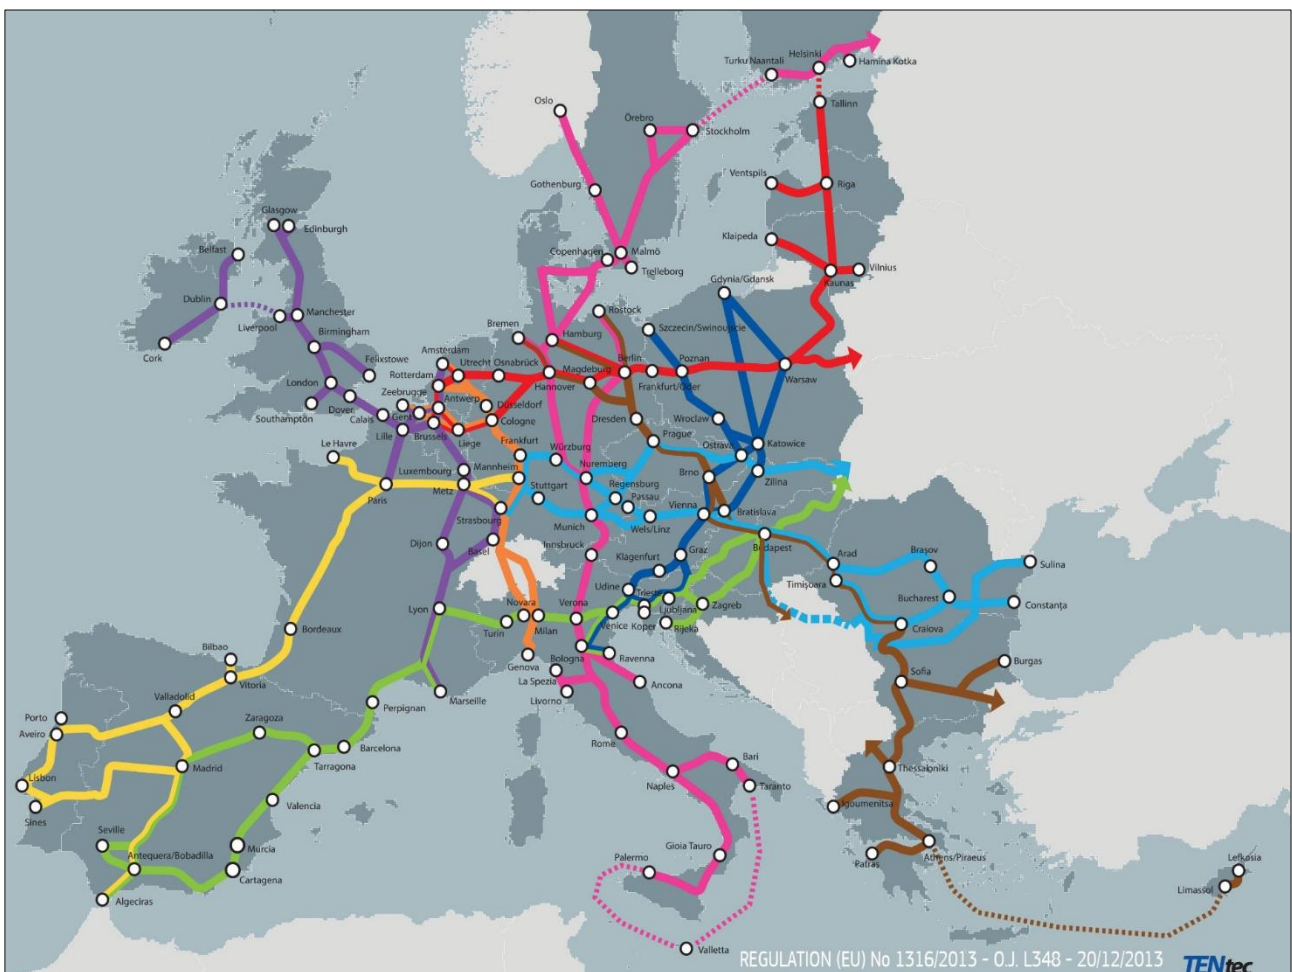 Helsinki
Turku Naantali
Hamina Kotka
Oslo
Tallinn
Örebro
Stockholm
Ventspils
Riga
Gothenburg
Glasgow
Edinburgh
Klaipeda
Belfast
Copenhagen
Malmö
Trelleborg
Vilnius
Kaunas
Gdynia/Gdansk
Dublin
Liverpool
Manchester
Rostock
Cork
Birmingham
Bremen
Hamburg
Szczecin/Swinoujscie
Felixstowe
Amsterdam
Utrecht
Osnabrück
Magdeburg
Berlin
Poznan
Warsaw
London
Rotterdam
Hannover
Frankfurt/Oder
Zeebrugge
Dover
Antwerp
Düsseldorf
Southampton
Calais
Gent
Cologne
Dresden
Wroclaw
Lille
Brussels
Liege
Prague
Katowice
Le Havre
Frankfurt
Würzburg
Ostrava
Luxembourg
Mannheim
Nuremberg
Brno
Zilina
Paris
Metz
Stuttgart
Regensburg
Passau
Strasbourg
Munich
Wels/Linz
Vienna
Bratislava
Dijon
Basel
Innsbruck
Klagenfurt
Graz
Budapest
Arad
Braşov
Sulina
Udine
Trieste
Timişoara
Lyon
Novara
Verona
Ljubljana
Zagreb
Bucharest
Constanţa
Turin
Milan
Venice
Koper
Rijeka
Craiova
Bordeaux
Bilbao
Genova
Bologna
Ravenna
Vitoria
La Spezia
Ancona
Sofia
Burgas
Marseille
Livorno
Valladolid
Perpignan
Porto
Aveiro
Zaragoza
Rome
Barcelona
Bari
Madrid
Tarragona
Thessaloniki
Lisbon
Naples
Taranto
Sines
Valencia
Igoumenitsa
Seville
Murcia
Gioia Tauro
Antequera/Bobadilla
Palermo
Patras
Athens/Piraeus
Lefkosia
Cartagena
Limassol
Algeciras
Valletta
REGULATION (EU) No 1316/2013 - O.J. L348 - 20/12/2013
TENtec